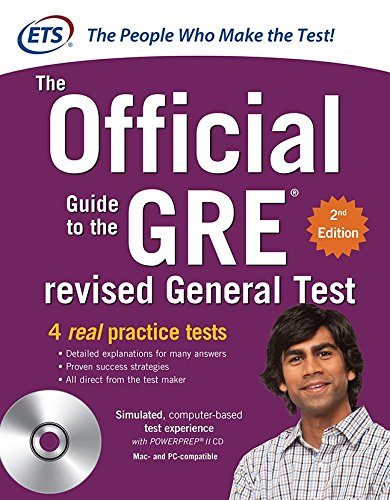 ETS® The People Who Make the Test!
The
Official
Guide
to the GRE®
2nd
Edition
revised General Test
4 real practice tests
• Detailed explanations for many answers
• Proven success strategies
• All direct from the test maker
Simulated, computer-based
test experience
with POWERPREP® II CD
Mac- and PC-compatible